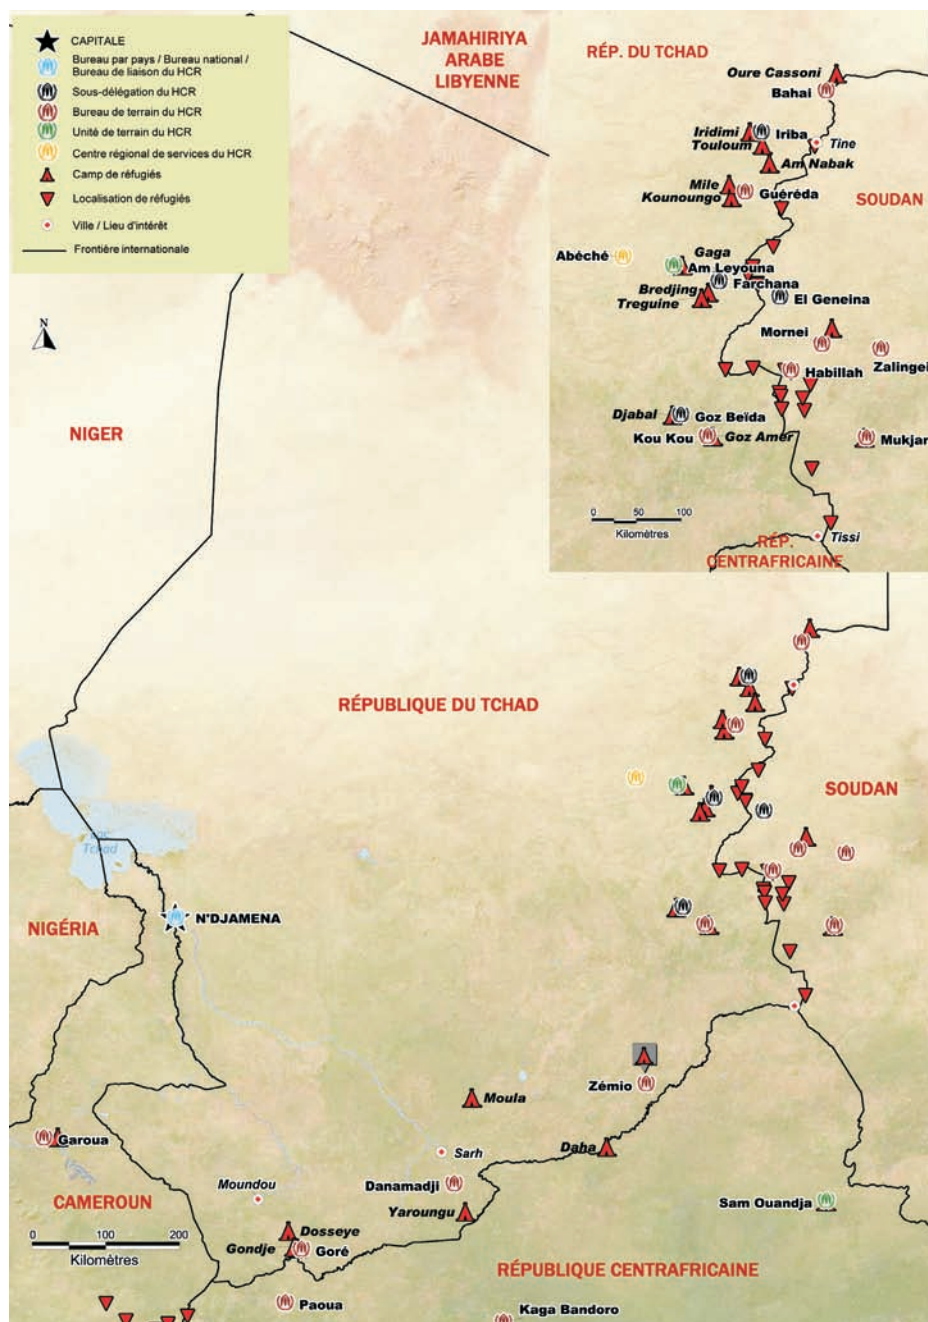 CAPITALE
Bureau par pays / Bureau national /
Bureau de liaison du HCR
Sous-délégation du HCR
Bureau de terrain du HCR
Unité de terrain du HCR
Centre régional de services du HCR
Camp de réfugiés
Localisation de réfugiés
Ville / Lieu d'intérêt
Frontière internationale
N
JAMAHIRIYA
ARABE
LIBYENNE
RÉP. DU TCHAD
Oure Cassoni
Bahai
Iridimi
Iriba
Touloum
Tine
Am Nabak
Mile
Kounoungo
Guéréda
SOUDAN
Abéché
Gaga
Am Leyouna
Farchana
Bredjing
Treguine
El Geneina
Mornei
Zalingei
Habillah
Djabal
Goz Beïda
Kou Kou
Goz Amer
Mukjar
0 50 100
Kilomètres
Tissi
RÉP.
CENTRAFRICAINE
NIGER
RÉPUBLIQUE DU TCHAD
SOUDAN
Lac
Tchad
NIGÉRIA
N'DJAMENA
Zémio
Moula
Garoua
Sarh
Daha
CAMEROUN
Moundou
Danamadji
Sam Ouandja
Yaroungu
0 100 200
Kilomètres
Dosseye
Gondje
Goré
RÉPUBLIQUE CENTRAFRICAINE
Paoua
Kaga Bandoro